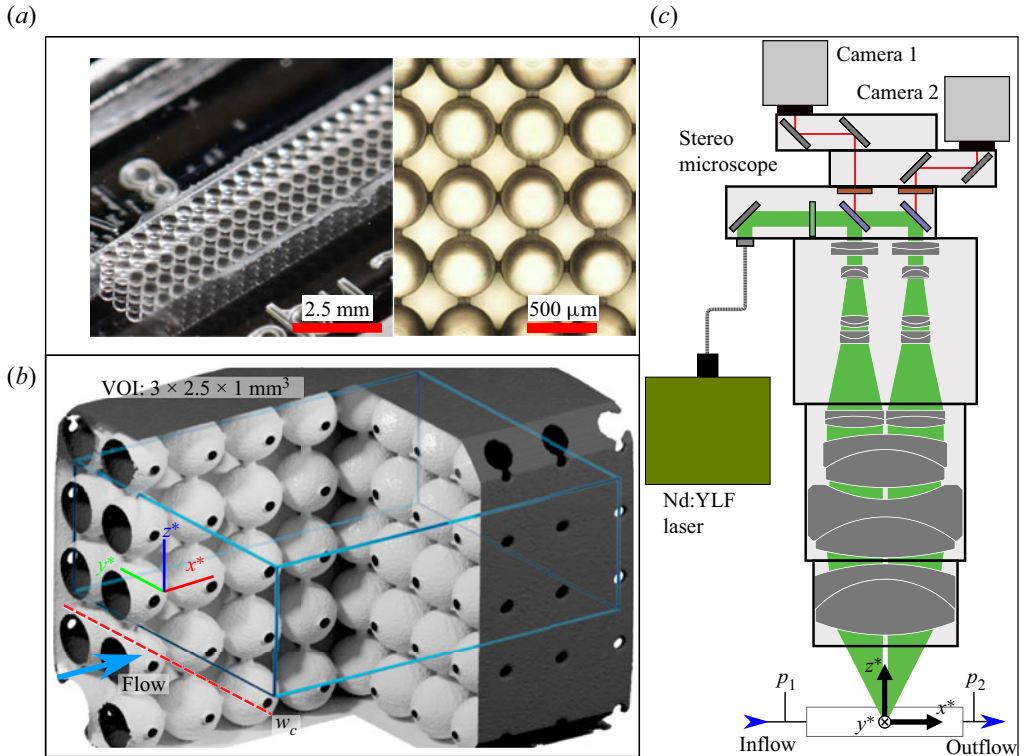 (a)
2.5 mm
500 μm
(b)
VOI: 3 × 2.5 × 1 mm³
z*
y*
x*
Flow
w_c
(c)
Camera 1
Camera 2
Stereo
microscope
Nd:YLF
laser
z*
p₁
p₂
x*
y*
Inflow
Outflow